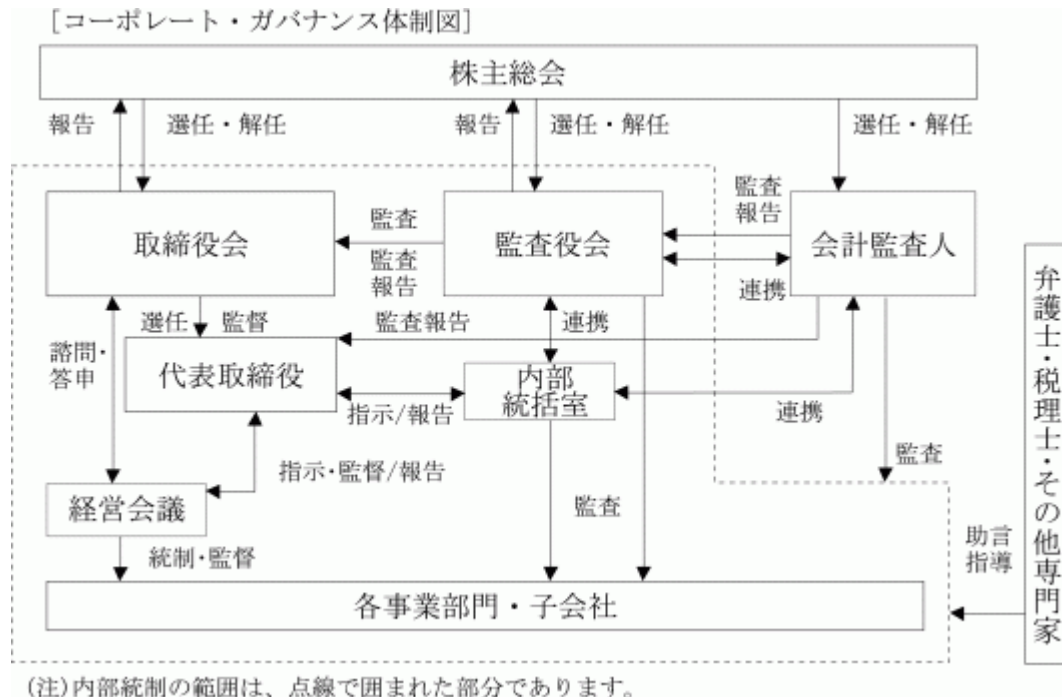 [コーポレート・ガバナンス体制図]
株主総会
報告
選任・解任
報告
選任・解任
選任・解任
取締役会
監査
監査
報告
監査役会
監査
報告
連携
会計監査人
選任
監督
監査報告
連携
諮問・
答申
代表取締役
指示/報告
内部
統括室
連携
指示・監督/報告
監査
経営会議
監査
統制・監督
助言
指導
各事業部門・子会社
弁護士・税理士・その他専門家
(注)内部統制の範囲は、点線で囲まれた部分であります。